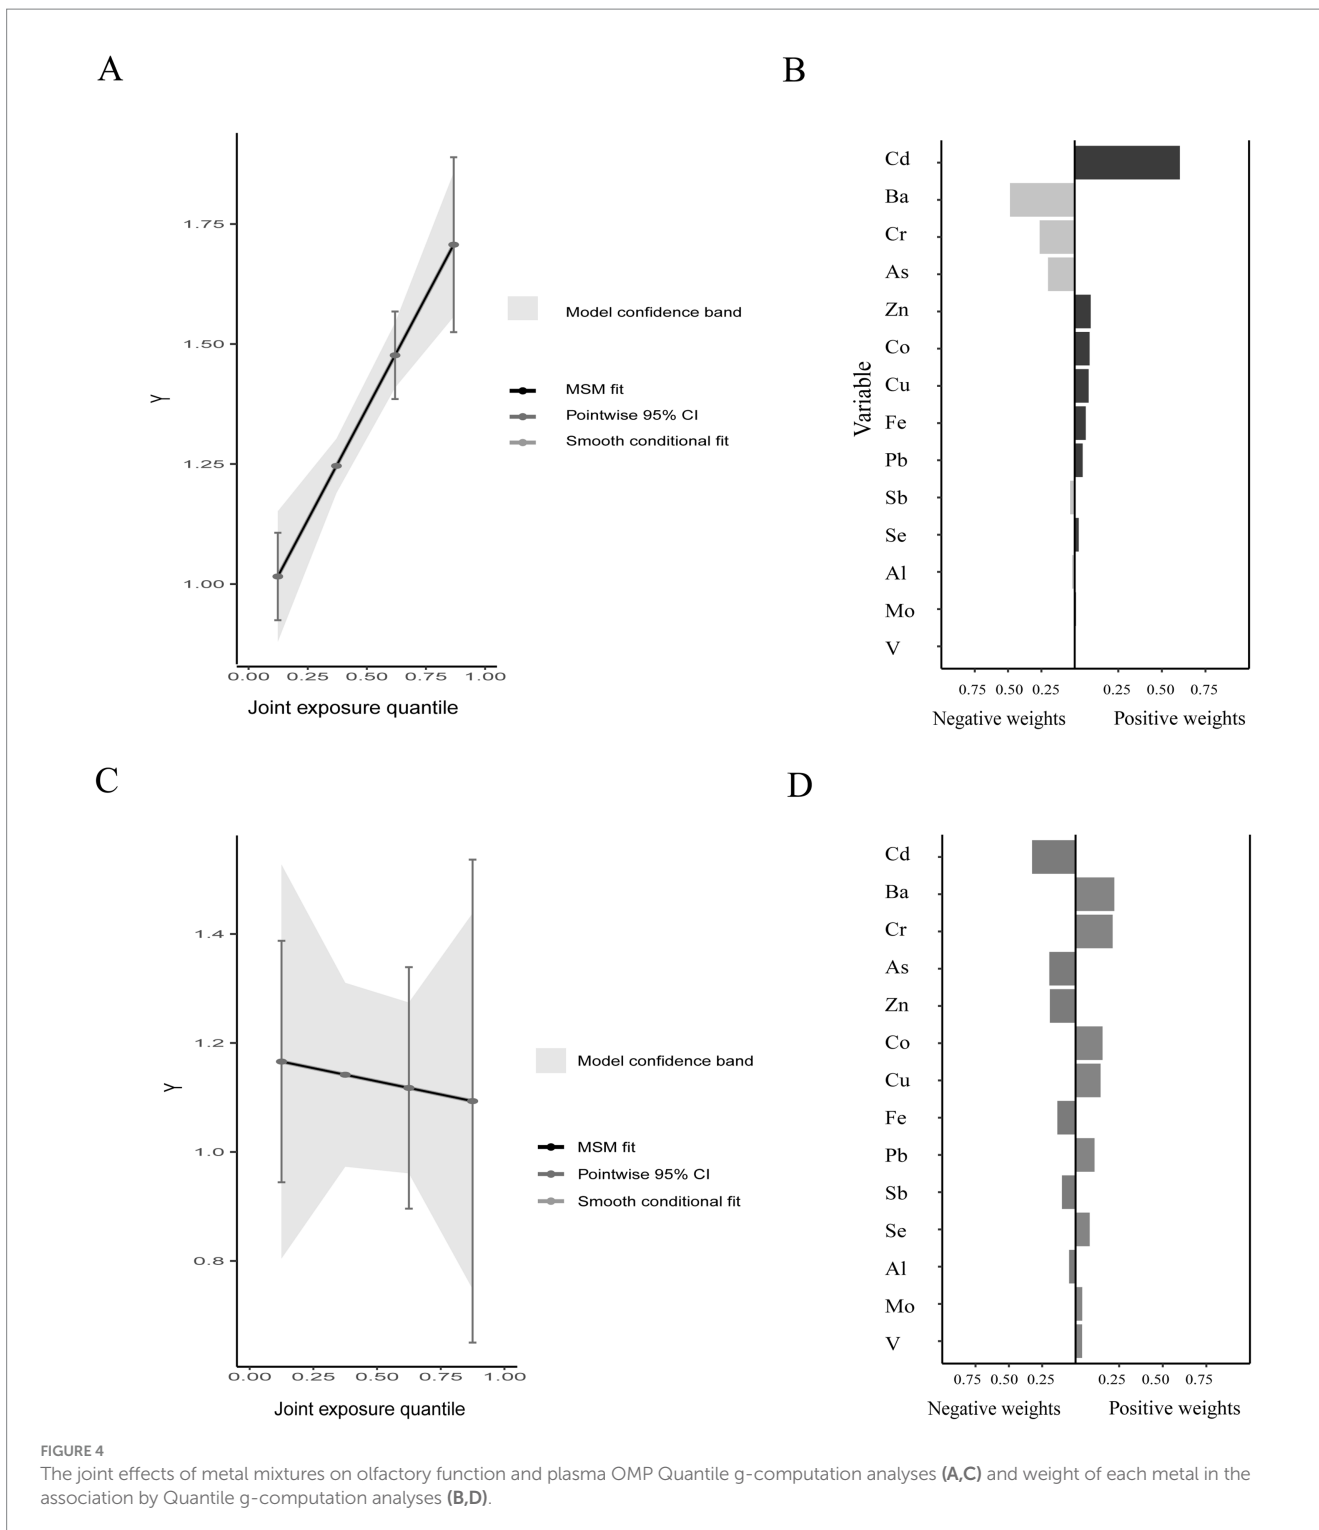 A
1.75
1.50
1.25
1.00
Y
0.00 0.25 0.50 0.75 1.00
Joint exposure quantile
Model confidence band
MSM fit
Pointwise 95% CI
Smooth conditional fit
B
Variable
Cd
Ba
Cr
As
Zn
Co
Cu
Fe
Pb
Sb
Se
Al
Mo
V
0.75 0.50 0.25 0.25 0.50 0.75
Negative weights Positive weights
C
1.4
1.2
1.0
0.8
Y
0.00 0.25 0.50 0.75 1.00
Joint exposure quantile
Model confidence band
MSM fit
Pointwise 95% CI
Smooth conditional fit
D
Cd
Ba
Cr
As
Zn
Co
Cu
Fe
Pb
Sb
Se
Al
Mo
V
0.75 0.50 0.25 0.25 0.50 0.75
Negative weights Positive weights
FIGURE 4
The joint effects of metal mixtures on olfactory function and plasma OMP Quantile g-computation analyses (A,C) and weight of each metal in the
association by Quantile g-computation analyses (B,D).